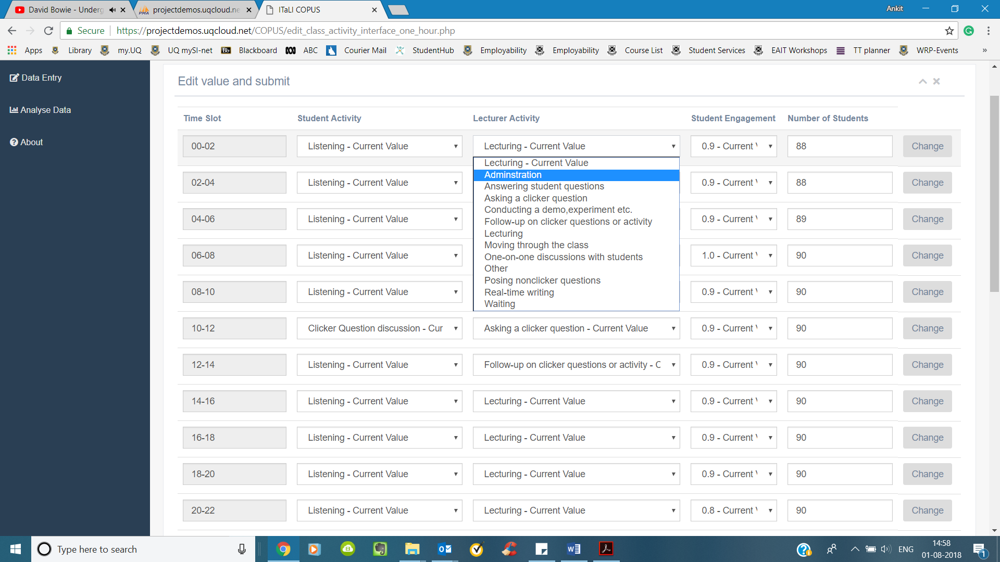 David Bowie - Underg
projectdemos.uqcloud.ne
ITaLI COPUS
Ankit
Secure https://projectdemos.uqcloud.net/COPUS/edit_class_activity_interface_one_hour.php
Apps Library my.UQ UQ mySI-net Bb Blackboard ABC Courier Mail StudentHub Employability Employability Course List Student Services EAIT Workshops TT planner WRP-Events »
Data Entry
Analyse Data
About
Edit value and submit
Time Slot Student Activity Lecturer Activity Student Engagement Number of Students
00-02 Listening - Current Value Lecturing - Current Value 0.9 - Current 88 Change
Lecturing - Current Value
Adminstration
Answering student questions
Asking a clicker question
Conducting a demo,experiment etc.
Follow-up on clicker questions or activity
Lecturing
Moving through the class
One-on-one discussions with students
Other
Posing nonclicker questions
Real-time writing
Waiting
02-04 Listening - Current Value 0.9 - Current 88 Change
04-06 Listening - Current Value 0.9 - Current 89 Change
06-08 Listening - Current Value 1.0 - Current 90 Change
08-10 Listening - Current Value 0.9 - Current 90 Change
10-12 Clicker Question discussion - Cur Asking a clicker question - Current Value 0.9 - Current 90 Change
12-14 Listening - Current Value Follow-up on clicker questions or activity - C 0.9 - Current 90 Change
14-16 Listening - Current Value Lecturing - Current Value 0.9 - Current 90 Change
16-18 Listening - Current Value Lecturing - Current Value 0.9 - Current 90 Change
18-20 Listening - Current Value Lecturing - Current Value 0.9 - Current 90 Change
20-22 Listening - Current Value Lecturing - Current Value 0.8 - Current 90 Change
Type here to search
ENG
14:58
01-08-2018
1